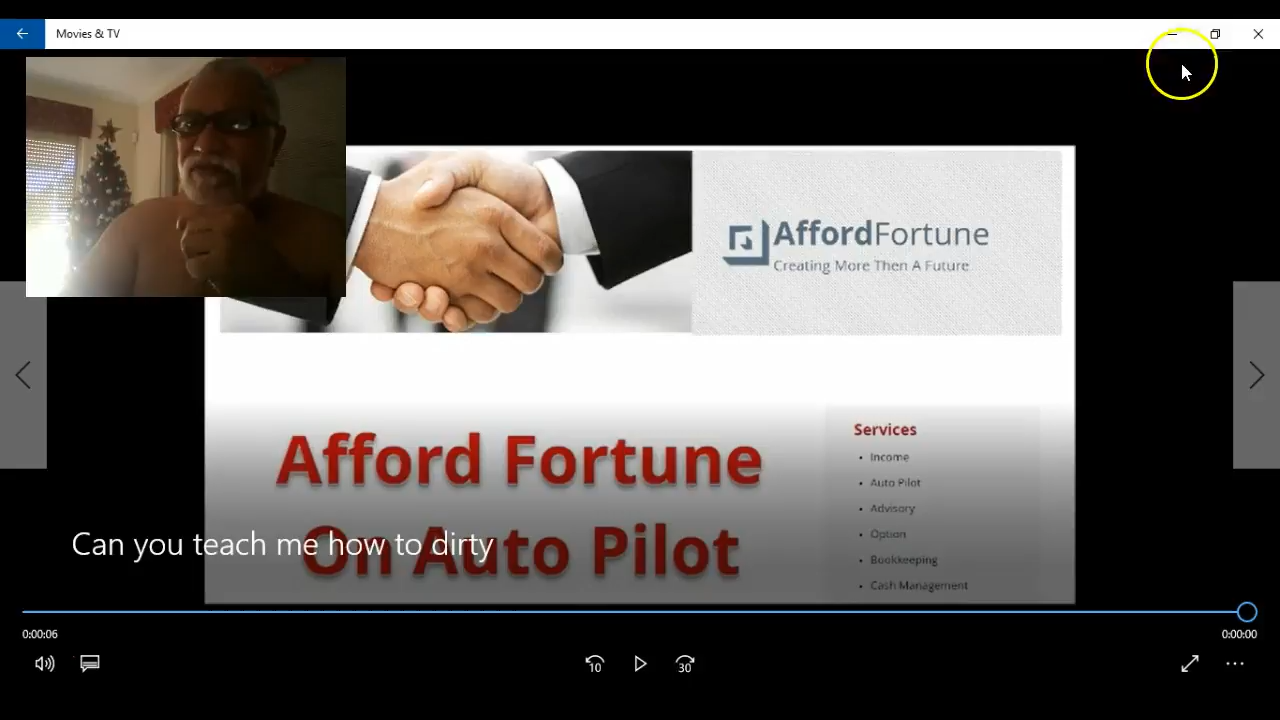 Movies & TV
AffordFortune
Creating More Then A Future
Afford Fortune
On Auto Pilot
Services
• Income
• Auto Pilot
• Advisory
• Option
• Bookkeeping
• Cash Management
Can you teach me how to dirty
0:00:06
0:00:00
10
30